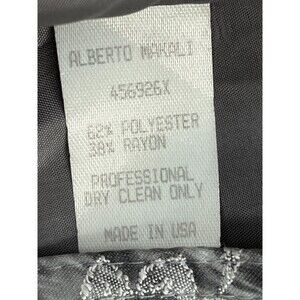 ALBERTO MAKALI
456926X
62% POLYESTER
38% RAYON
PROFESSIONAL
DRY CLEAN ONLY
MADE IN USA